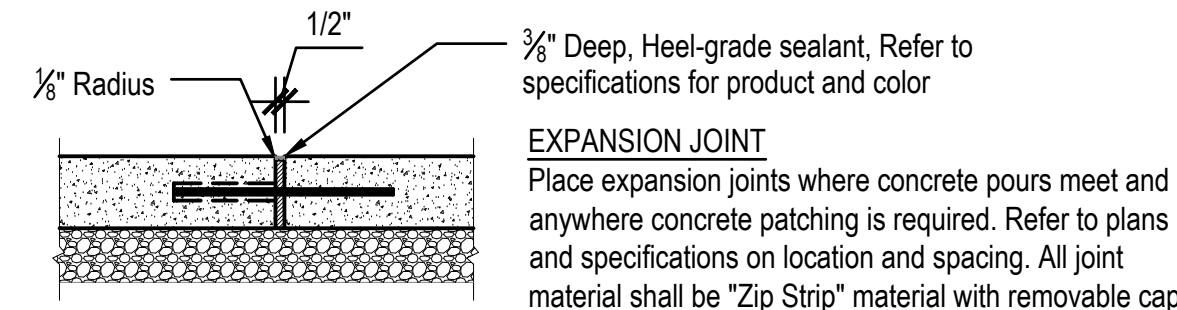 1/2"
⅜" Deep, Heel-grade sealant, Refer to
specifications for product and color
⅛" Radius
EXPANSION JOINT
Place expansion joints where concrete pours meet and
anywhere concrete patching is required. Refer to plans
and specifications on location and spacing. All joint
material shall be "Zip Strip" material with removable cap